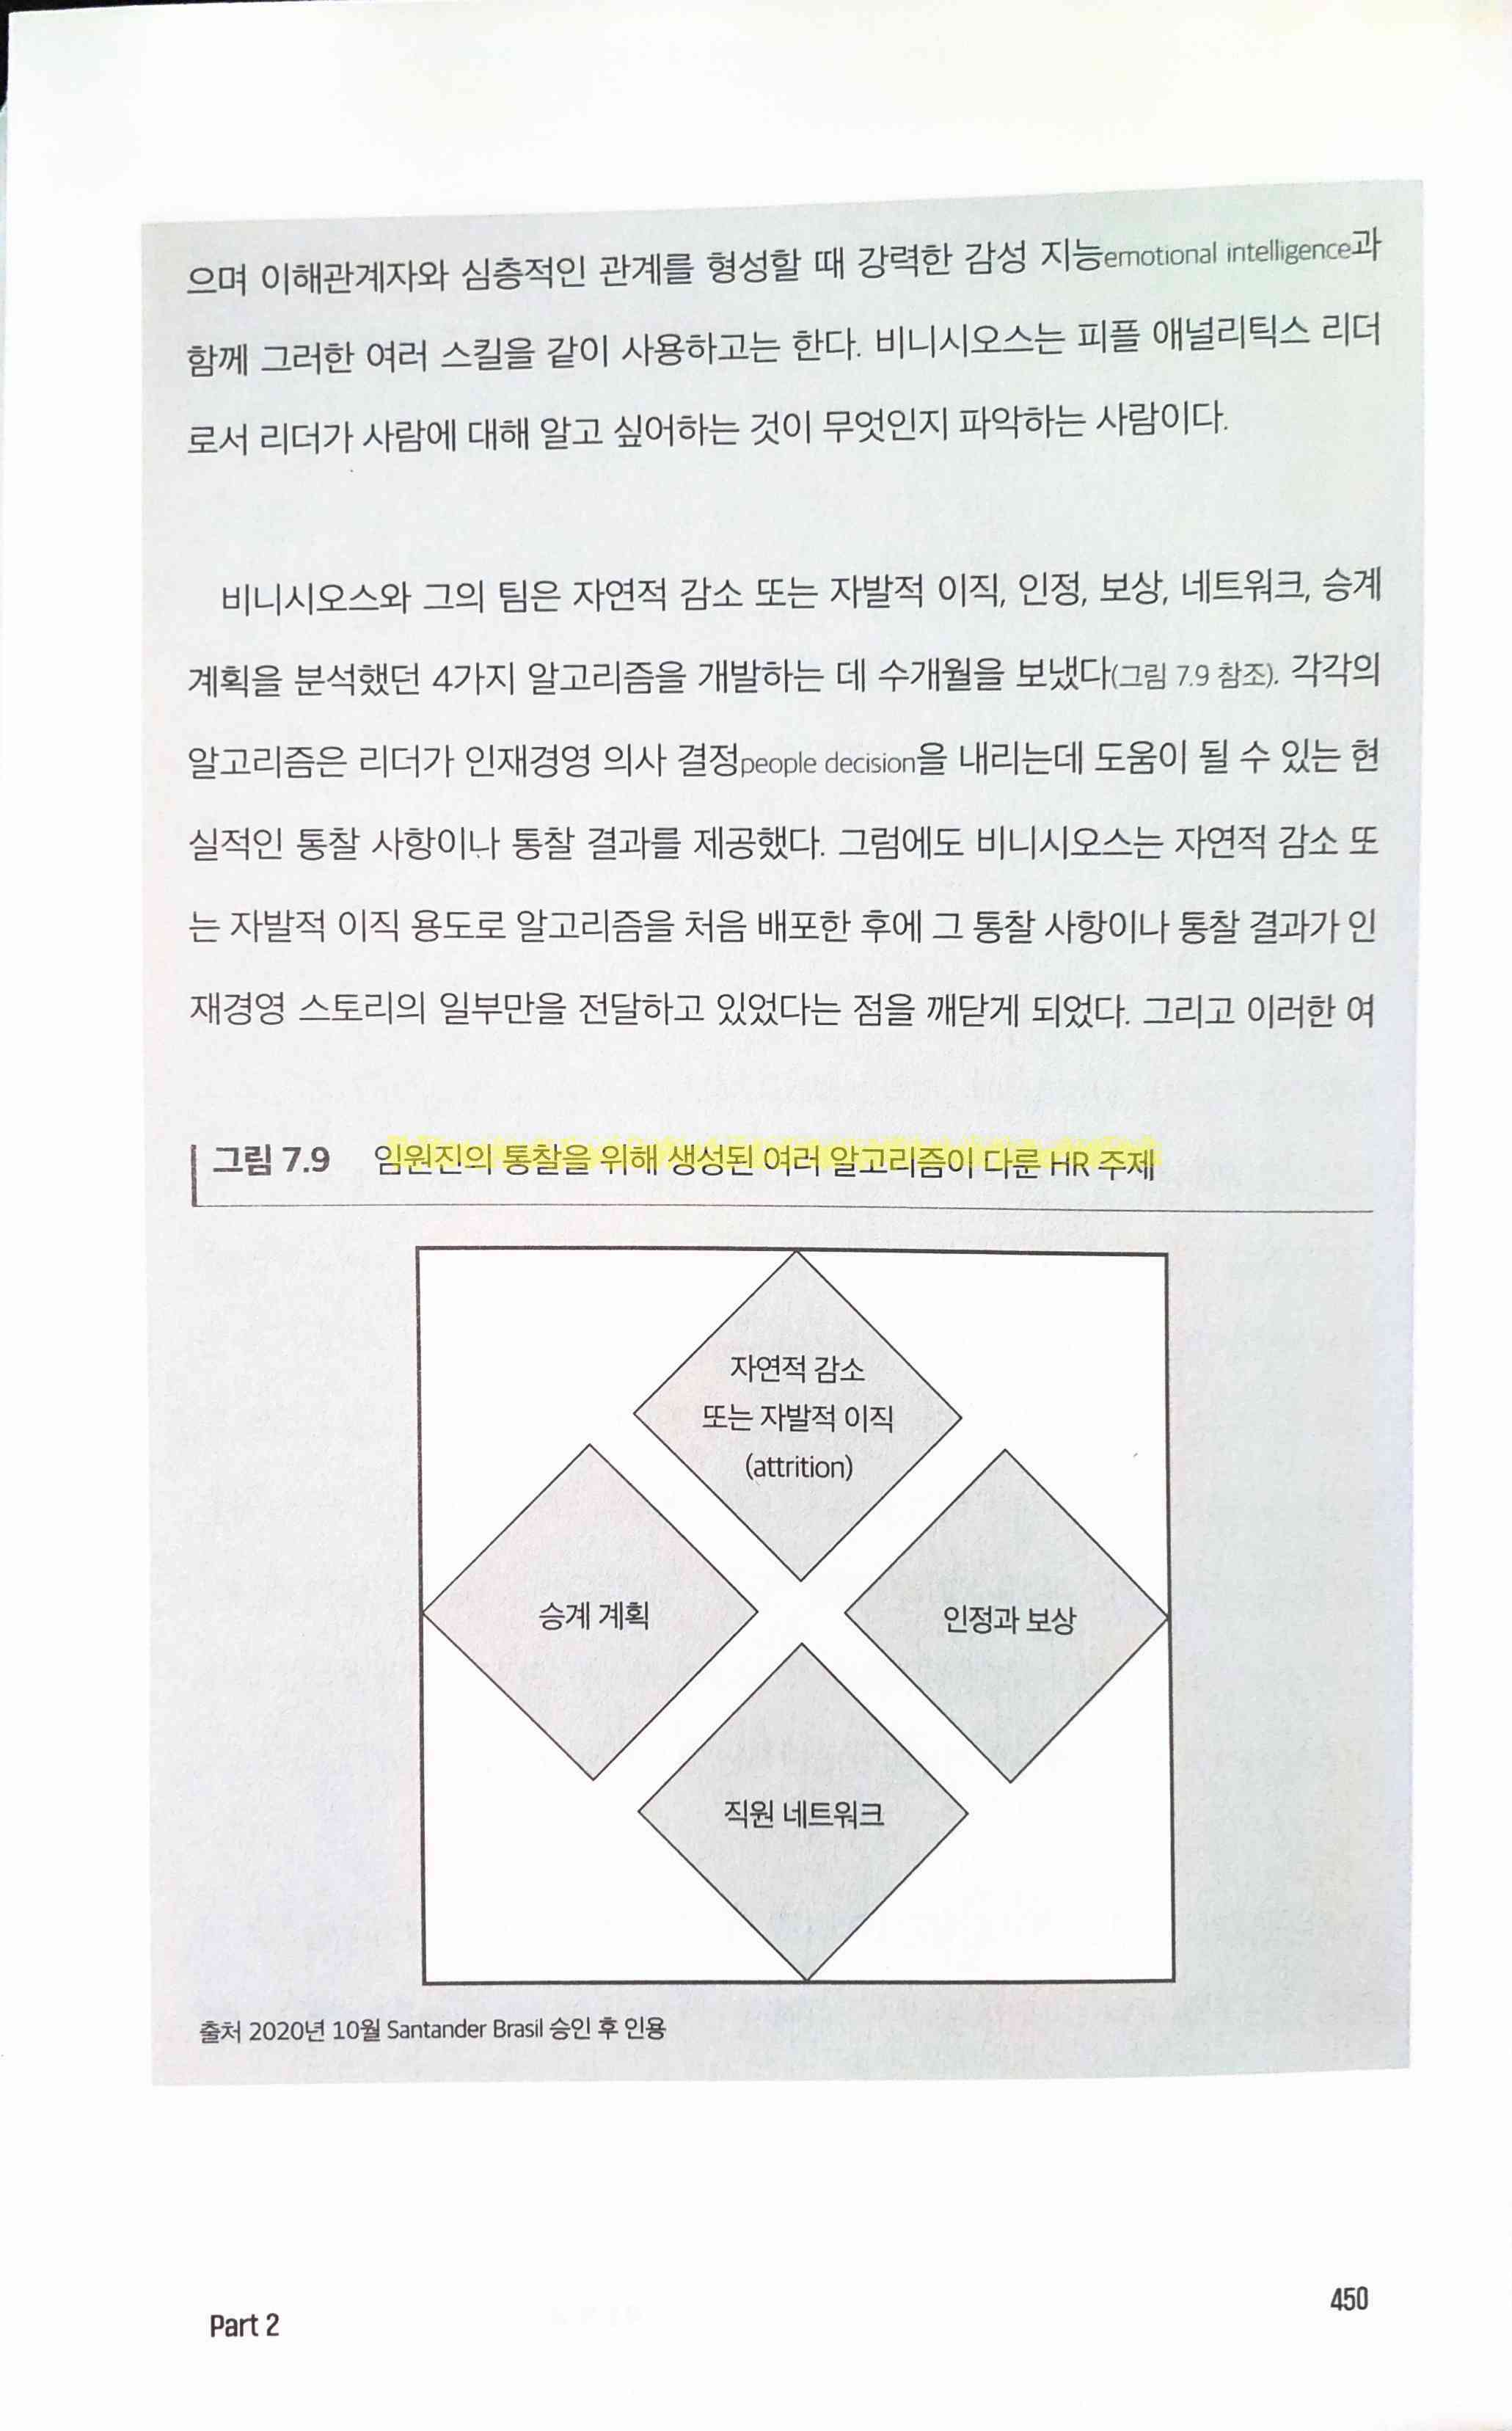 으며 이해관계자와 심층적인 관계를 형성할 때 강력한 감성 지능emotional intelligence과
함께 그러한 여러 스킬을 같이 사용하고는 한다. 비니시오스는 피플 애널리틱스 리더
로서 리더가 사람에 대해 알고 싶어하는 것이 무엇인지 파악하는 사람이다.
비니시오스와 그의 팀은 자연적 감소 또는 자발적 이직, 인정, 보상, 네트워크, 승계
계획을 분석했던 4가지 알고리즘을 개발하는 데 수개월을 보냈다(그림 7.9 참조). 각각의
알고리즘은 리더가 인재경영 의사 결정people decision을 내리는데 도움이 될 수 있는 현
실적인 통찰 사항이나 통찰 결과를 제공했다. 그럼에도 비니시오스는 자연적 감소 또
는 자발적 이직 용도로 알고리즘을 처음 배포한 후에 그 통찰 사항이나 통찰 결과가 인
재경영 스토리의 일부만을 전달하고 있었다는 점을 깨닫게 되었다. 그리고 이러한 여
그림 7.9 임원진의 통찰을 위해 생성된 여러 알고리즘이 다룬 HR 주제
자연적 감소
또는 자발적 이직
(attrition)
승계 계획
인정과 보상
직원 네트워크
출처 2020년 10월 Santander Brasil 승인 후 인용
Part 2
450